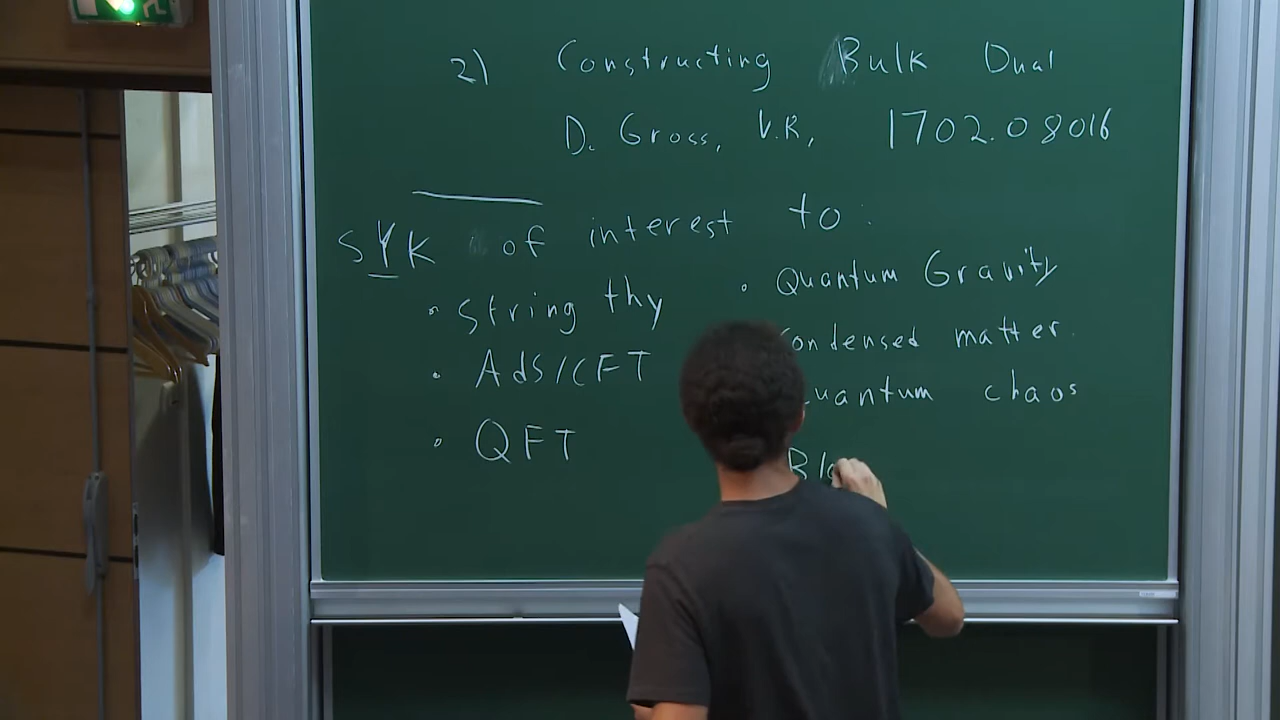 2) Constructing Bulk Dual
D. Gross, V.R, 1702.08016
SYK of interest to:
• String thy
• AdS/CFT
• QFT
• Quantum Gravity
ondensed matter
uantum chaos